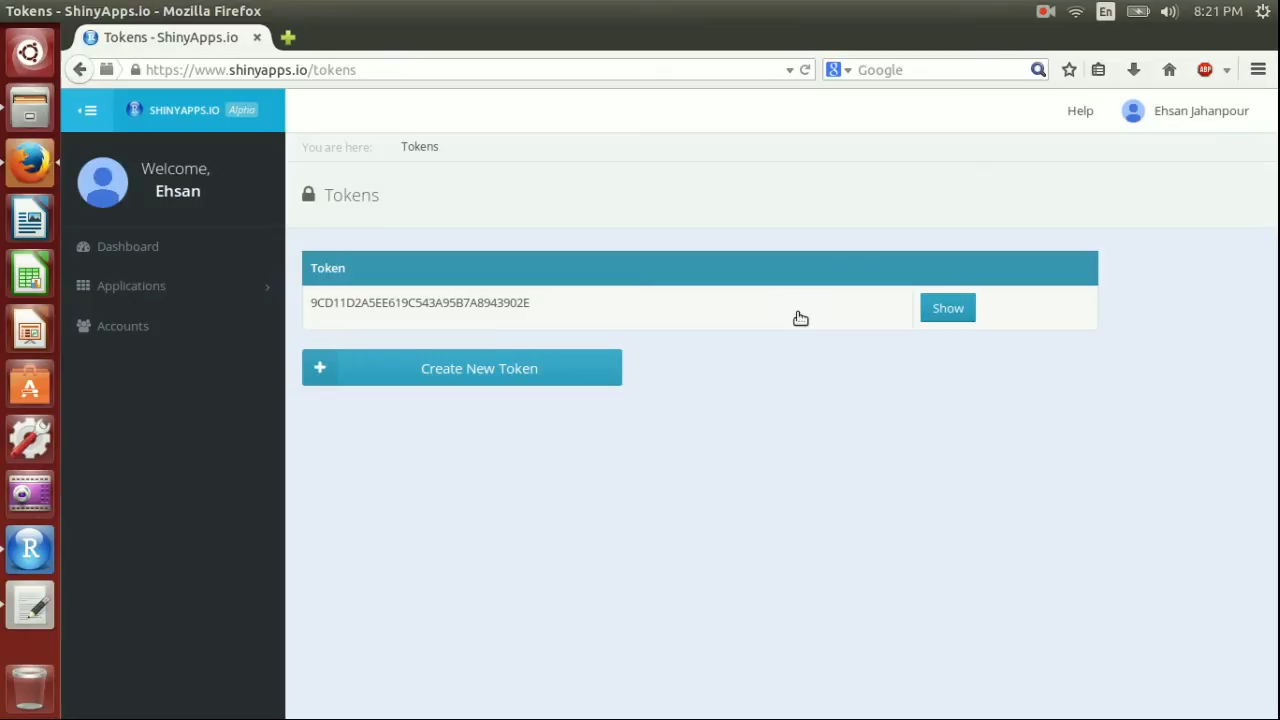 Tokens - ShinyApps.io - Mozilla Firefox
En
8:21 PM
Tokens - ShinyApps.io
https://www.shinyapps.io/tokens
Google
ABP
SHINYAPPS.IO Alpha
Help
Ehsan Jahanpour
Welcome,
Ehsan
You are here:
Tokens
Tokens
Dashboard
Applications
Accounts
Token
9CD11D2A5EE619C543A95B7A8943902E
Show
Create New Token